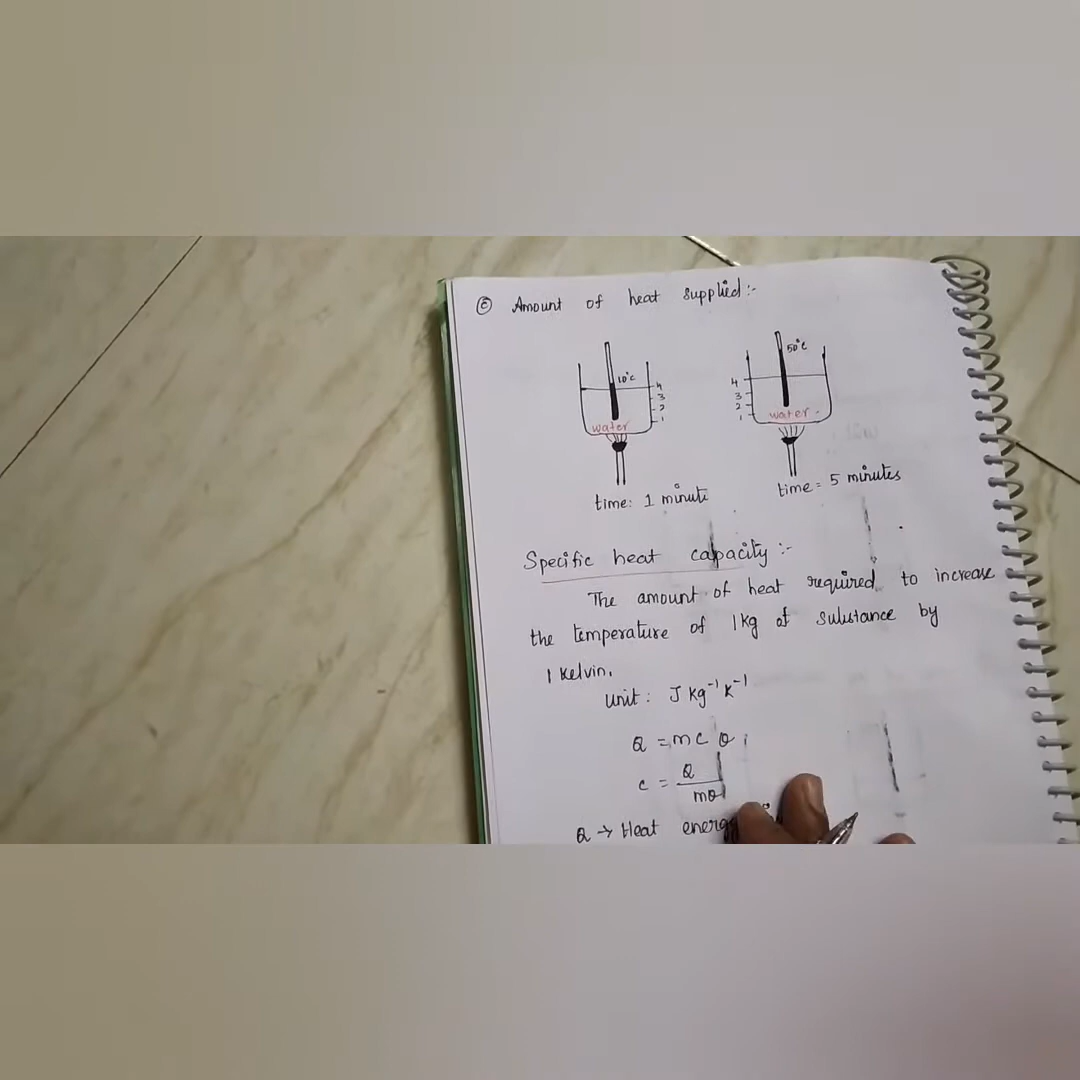 © Amount of heat supplied:-
10°c
50°c
4
3
2
1
4
3
2
1
water
water
time: 1 minute
time = 5 minutes
Specific heat capacity :-
The amount of heat required to increase
the temperature of 1kg of substance by
1 kelvin.
Unit : J kg⁻¹ K⁻¹
Q = mcθ
c = Q
mθ
Q → Heat